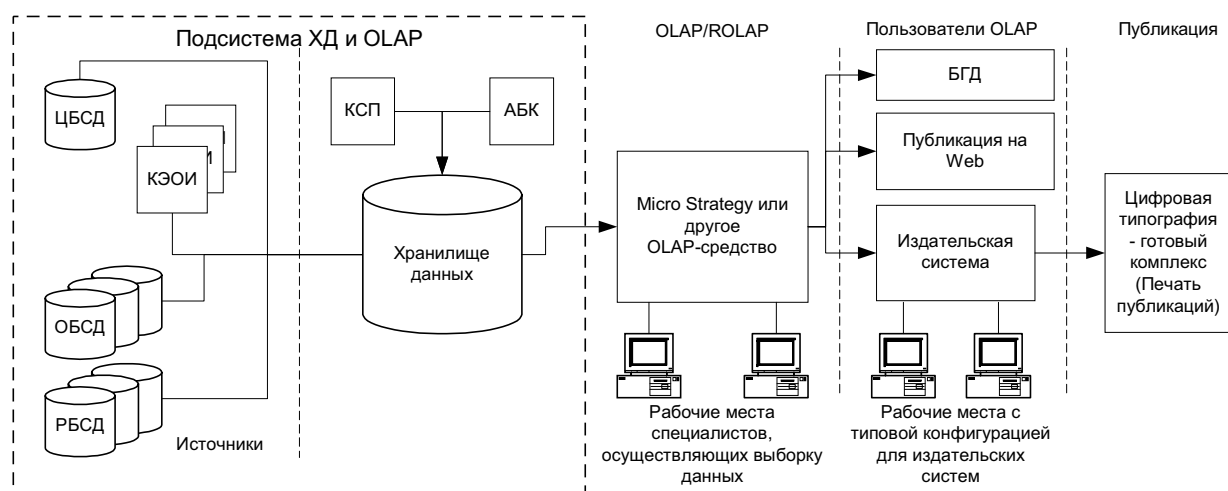 Подсистема ХД и OLAP
OLAP/ROLAP
Пользователи OLAP
Публикация
ЦБСД
КЭОИ
И
КСП
АБК
Хранилище
данных
ОБСД
РБСД
Источники
Micro Strategy или
другое
OLAP-средство
Рабочие места
специалистов,
осуществляющих выборку
данных
БГД
Публикация на
Web
Издательская
система
Рабочие места с
типовой конфигурацией
для издательских
систем
Цифровая
типография
- готовый
комплекс
(Печать
публикаций)